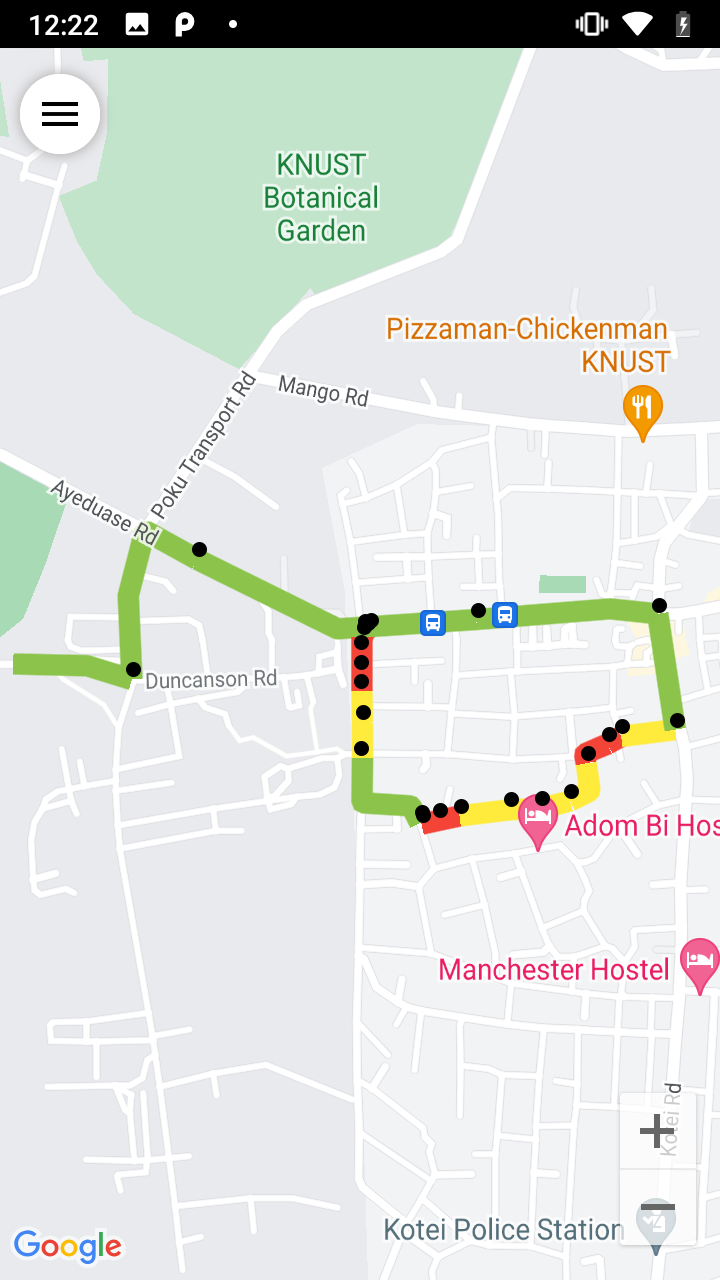 12:22
KNUST
Botanical
Garden
Pizzaman-Chickenman
KNUST
Mango Rd
Poku Transport Rd
Ayeduase Rd
Duncanson Rd
Adom Bi Hos
Manchester Hostel
Kotei Rd
Kotei Police Station
Google